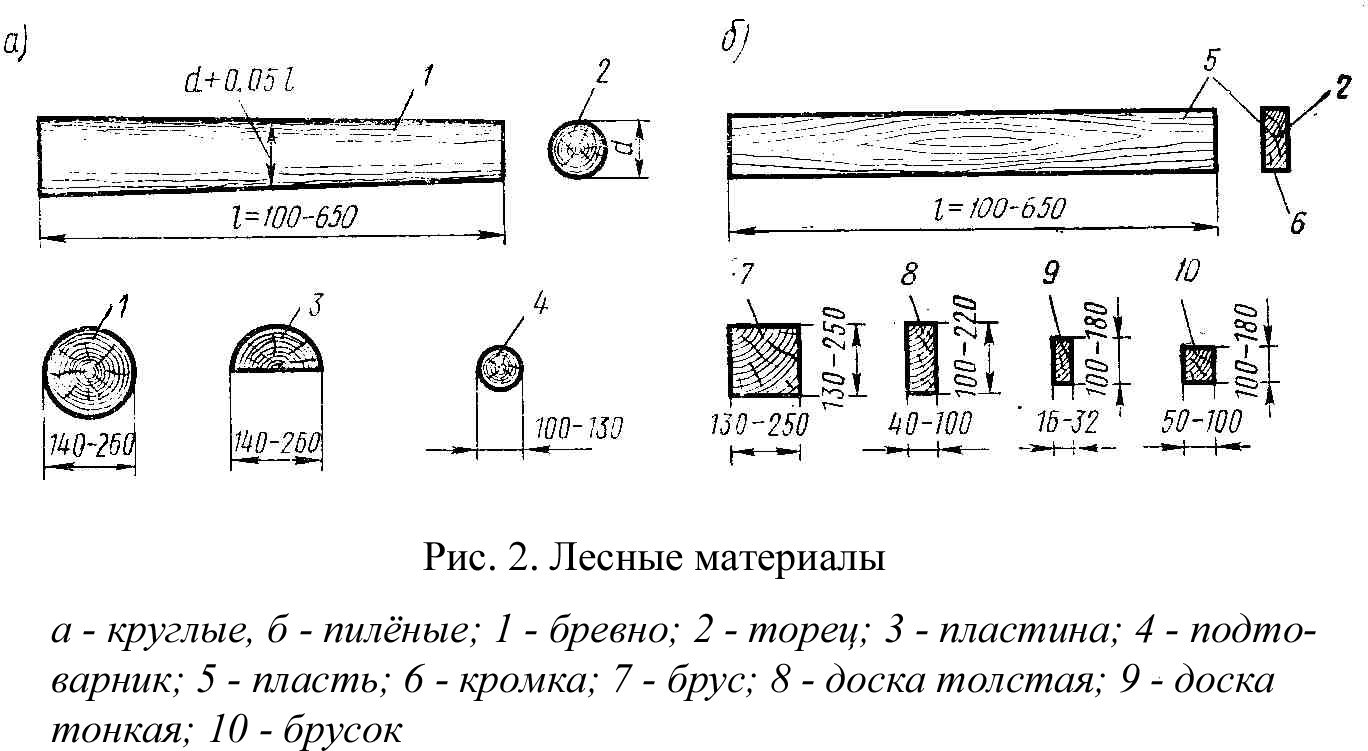 а) б)
d+0,05 l 1 2 5 2
d
l=100-650 l=100-650 6
1 3 4 7 8 9 10
130-250 100-220 100-180 100-180
140-260 140-260 100-130 130-250 40-100 16-32 50-100
Рис. 2. Лесные материалы
а - круглые, б - пилёные; 1 - бревно; 2 - торец; 3 - пластина; 4 - подто-
варник; 5 - пласть; 6 - кромка; 7 - брус; 8 - доска толстая; 9 - доска
тонкая; 10 - брусок